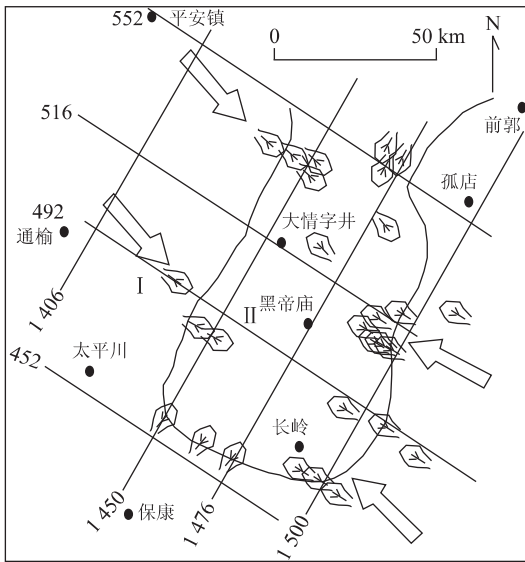 552
平安镇
0
50 km
N
前郭
516
孤店
492
通榆
大情字井
I
II
黑帝庙
1 406
太平川
452
长岭
1 450
保康
1 476
1 500